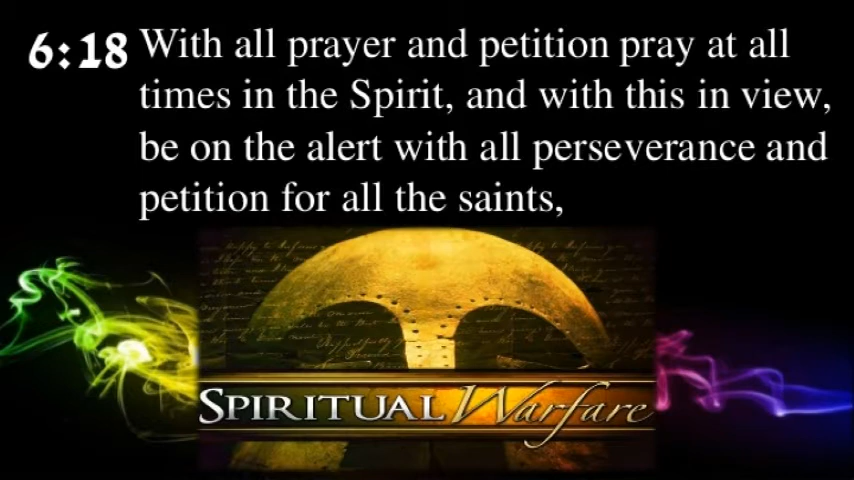 6:18 With all prayer and petition pray at all
times in the Spirit, and with this in view,
be on the alert with all perseverance and
petition for all the saints,
SPIRITUAL Warfare